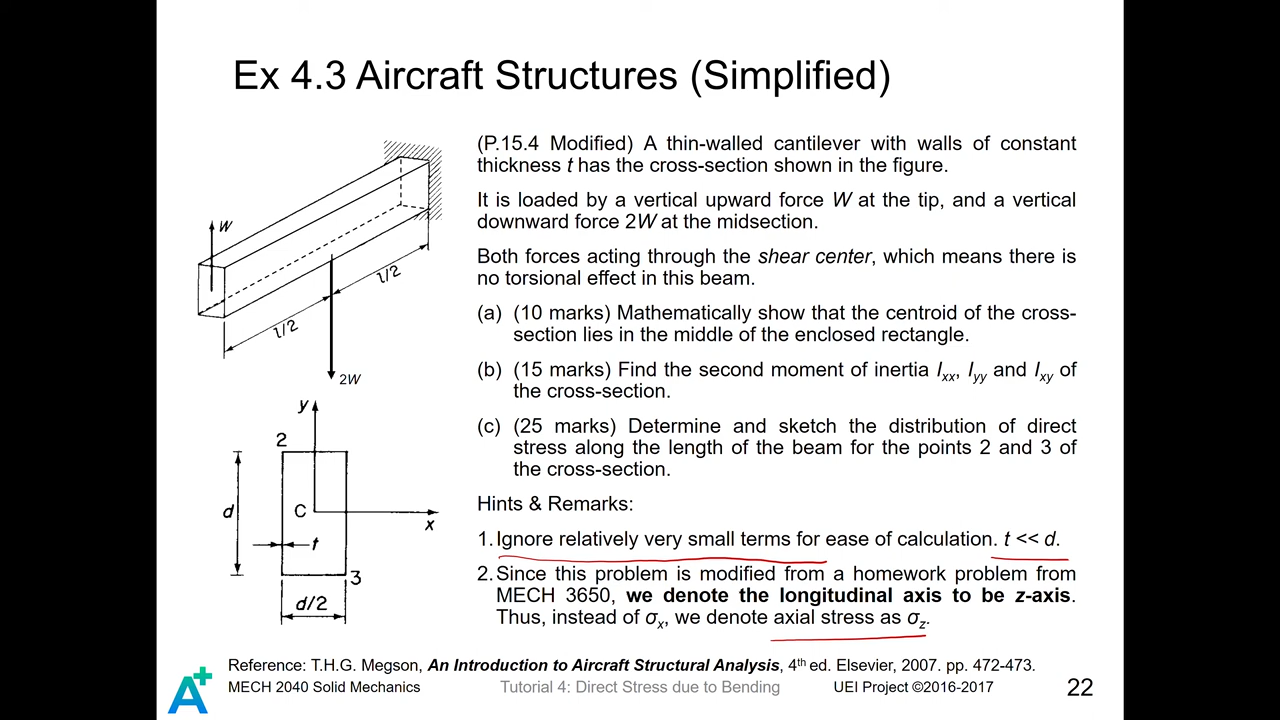 Ex 4.3 Aircraft Structures (Simplified)
(P.15.4 Modified) A thin-walled cantilever with walls of constant
thickness t has the cross-section shown in the figure.
It is loaded by a vertical upward force W at the tip, and a vertical
downward force 2W at the midsection.
Both forces acting through the shear center, which means there is
no torsional effect in this beam.
(a) (10 marks) Mathematically show that the centroid of the cross-
section lies in the middle of the enclosed rectangle.
(b) (15 marks) Find the second moment of inertia Ixx, Iyy and Ixy of
the cross-section.
(c) (25 marks) Determine and sketch the distribution of direct
stress along the length of the beam for the points 2 and 3 of
the cross-section.
Hints & Remarks:
1. Ignore relatively very small terms for ease of calculation. t << d.
2. Since this problem is modified from a homework problem from
MECH 3650, we denote the longitudinal axis to be z-axis.
Thus, instead of σx, we denote axial stress as σz.
W
l/2
l/2
2W
y
2
d
C
x
t
3
d/2
Reference: T.H.G. Megson, An Introduction to Aircraft Structural Analysis, 4th ed. Elsevier, 2007. pp. 472-473.
A+
MECH 2040 Solid Mechanics
Tutorial 4: Direct Stress due to Bending
UEI Project ©2016-2017
22